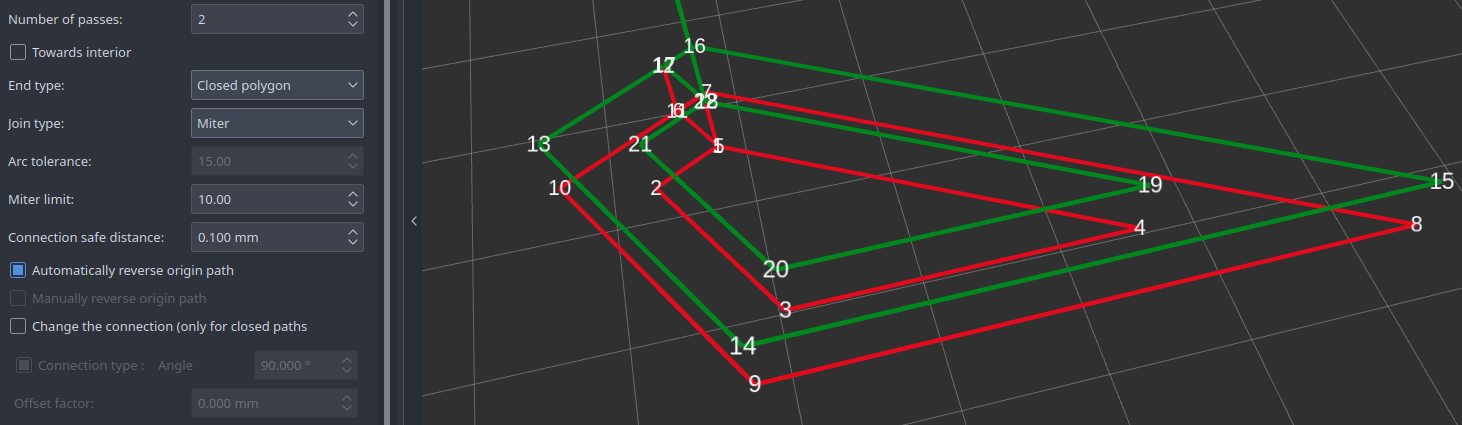 Number of passes: 2
Towards interior
End type: Closed polygon
Join type: Miter
Arc tolerance: 15.00
Miter limit: 10.00
Connection safe distance: 0.100 mm
Automatically reverse origin path
Manually reverse origin path
Change the connection (only for closed paths
Connection type : Angle 90.000 °
Offset factor: 0.000 mm
16
7
13
21
5
10
2
19
15
4
8
20
3
14
9